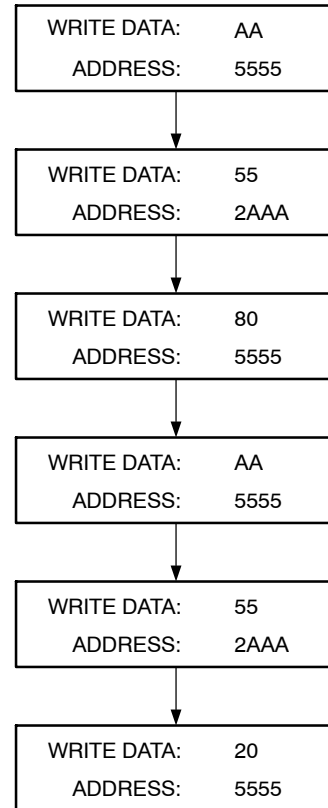 WRITE DATA: AA
ADDRESS: 5555
WRITE DATA: 55
ADDRESS: 2AAA
WRITE DATA: 80
ADDRESS: 5555
WRITE DATA: AA
ADDRESS: 5555
WRITE DATA: 55
ADDRESS: 2AAA
WRITE DATA: 20
ADDRESS: 5555